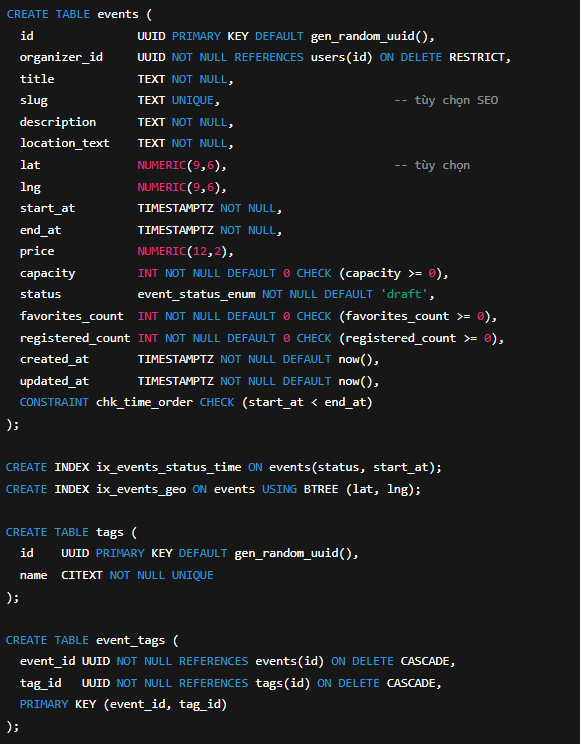 CREATE TABLE events (
  id              UUID PRIMARY KEY DEFAULT gen_random_uuid(),
  organizer_id    UUID NOT NULL REFERENCES users(id) ON DELETE RESTRICT,
  title           TEXT NOT NULL,
  slug            TEXT UNIQUE,                        -- tùy chọn SEO
  description     TEXT NOT NULL,
  location_text   TEXT NOT NULL,
  lat             NUMERIC(9,6),                       -- tùy chọn
  lng             NUMERIC(9,6),
  start_at        TIMESTAMPTZ NOT NULL,
  end_at          TIMESTAMPTZ NOT NULL,
  price           NUMERIC(12,2),
  capacity        INT NOT NULL DEFAULT 0 CHECK (capacity >= 0),
  status          event_status_enum NOT NULL DEFAULT 'draft',
  favorites_count  INT NOT NULL DEFAULT 0 CHECK (favorites_count >= 0),
  registered_count INT NOT NULL DEFAULT 0 CHECK (registered_count >= 0),
  created_at      TIMESTAMPTZ NOT NULL DEFAULT now(),
  updated_at      TIMESTAMPTZ NOT NULL DEFAULT now(),
  CONSTRAINT chk_time_order CHECK (start_at < end_at)
);

CREATE INDEX ix_events_status_time ON events(status, start_at);
CREATE INDEX ix_events_geo ON events USING BTREE (lat, lng);

CREATE TABLE tags (
  id    UUID PRIMARY KEY DEFAULT gen_random_uuid(),
  name  CITEXT NOT NULL UNIQUE
);

CREATE TABLE event_tags (
  event_id UUID NOT NULL REFERENCES events(id) ON DELETE CASCADE,
  tag_id   UUID NOT NULL REFERENCES tags(id) ON DELETE CASCADE,
  PRIMARY KEY (event_id, tag_id)
);